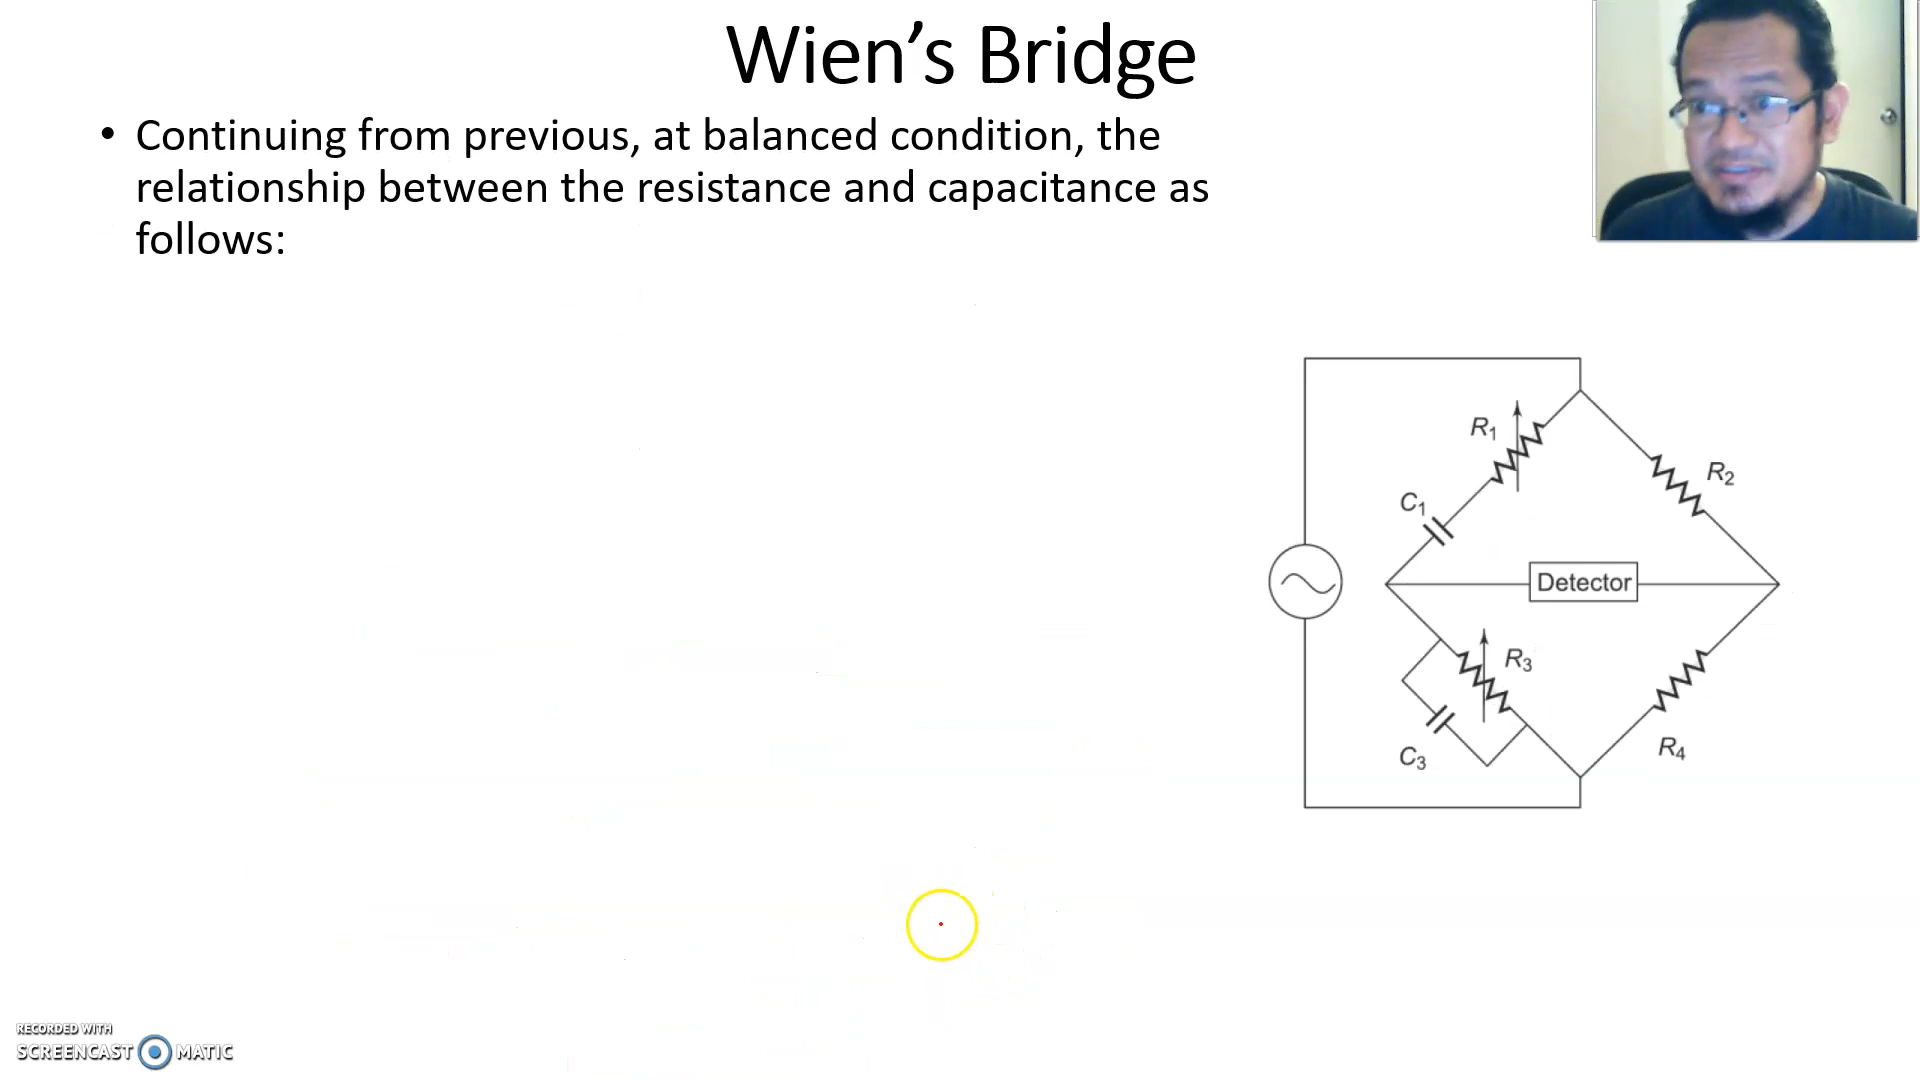 Wien’s Bridge
• Continuing from previous, at balanced condition, the
relationship between the resistance and capacitance as
follows:
R1
R2
C1
Detector
R3
C3
R4
RECORDED WITH
SCREENCAST MATIC